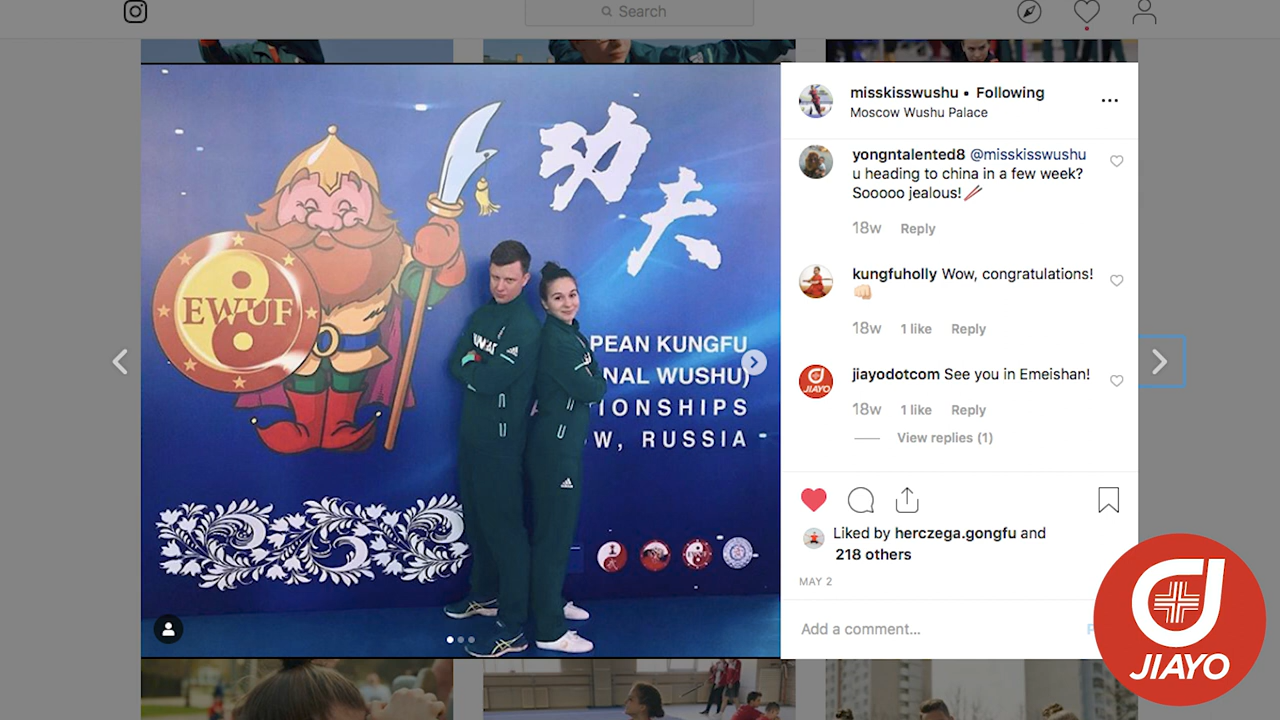 Search
功
夫
EWUF
PEAN KUNGFU
NAL WUSHU)
IONSHIPS
W, RUSSIA
misskisswushu • Following
Moscow Wushu Palace
yongntalented8 @misskisswushu
u heading to china in a few week?
Sooooo jealous!🥢
18w Reply
kungfuholly Wow, congratulations!
👊🏻
18w 1 like Reply
jiayodotcom See you in Emeishan!
18w 1 like Reply
View replies (1)
Liked by herczega.gongfu and
218 others
MAY 2
Add a comment...
JIAYO
JIAYO